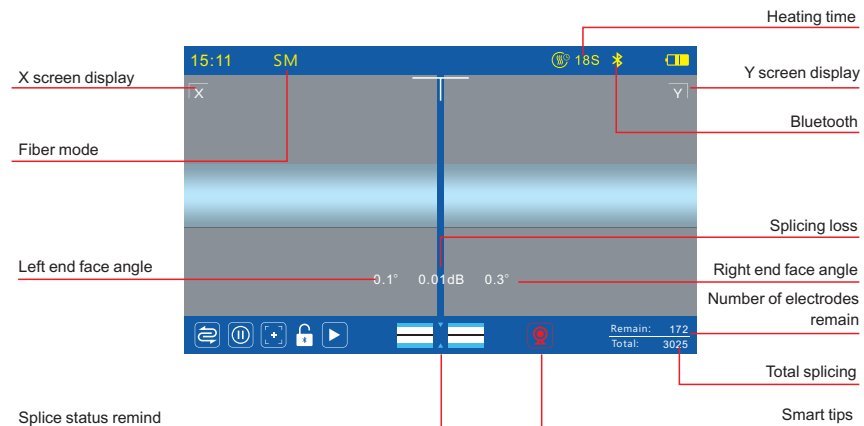 Heating time
15:11 SM 18S
X screen display
Y screen display
X
Y
Bluetooth
Fiber mode
Splicing loss
Left end face angle
Right end face angle
0.1° 0.01dB 0.3°
Number of electrodes
remain
Remain: 172
Total: 3025
Total splicing
Splice status remind
Smart tips